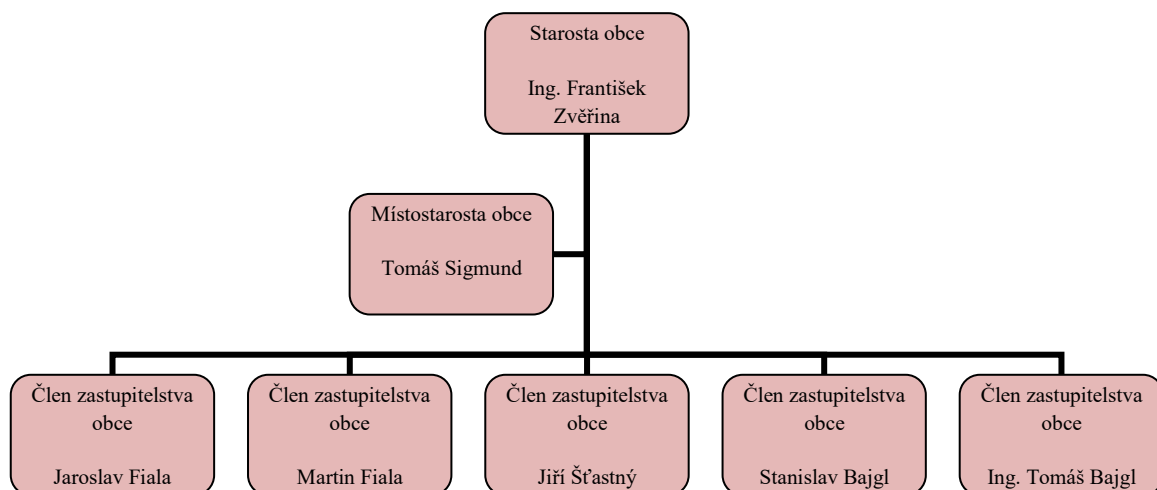 Starosta obce
Ing. František
Zvěřina
Místostarosta obce
Tomáš Sigmund
Člen zastupitelstva
obce
Jaroslav Fiala
Člen zastupitelstva
obce
Martin Fiala
Člen zastupitelstva
obce
Jiří Šťastný
Člen zastupitelstva
obce
Stanislav Bajgl
Člen zastupitelstva
obce
Ing. Tomáš Bajgl